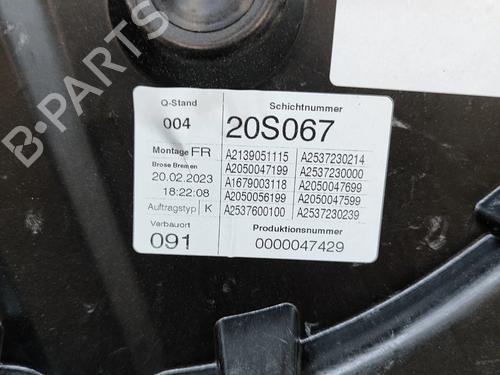 B-PARTS
Q-Stand Schichtnummer
004 20S067
Montage FR A2139051115 A2537230214
Brose Bremen A2050047199 A2537230000
20.02.2023 A1679003118 A2050047699
18:22:08 A2050056199 A2050047599
Auftragstyp K A2537600100 A2537230239
Verbauort Produktionsnummer
091 0000047429